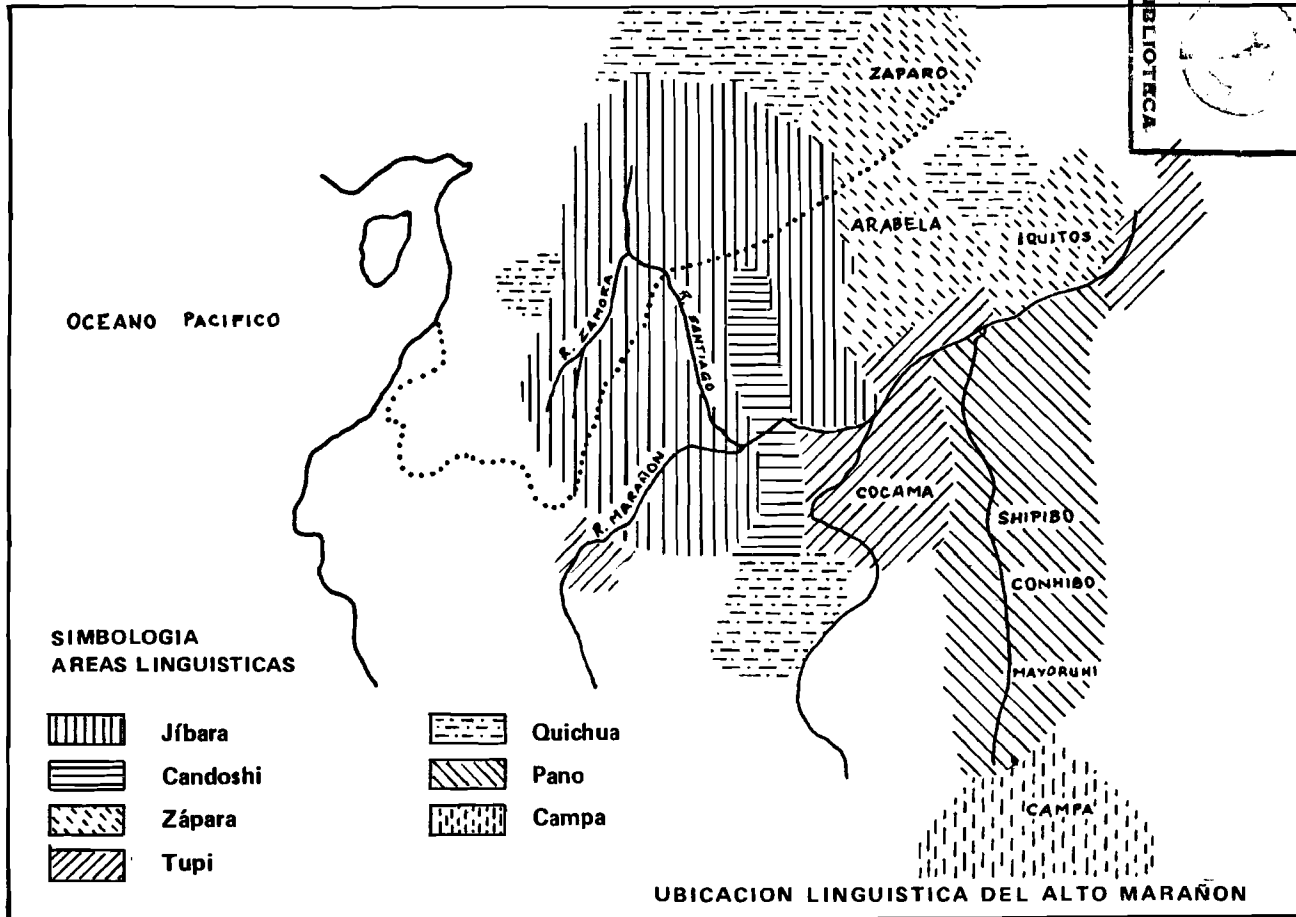 BIBLIOTECA
ZAPARO
ARABELA
IQUITOS
OCEANO PACIFICO
R. ZAMORA
R. SANTIAGO
R. MARAÑON
COCAMA
SHIPIBO
CONHIBO
MAYORUNI
CAMPA
SIMBOLOGIA
AREAS LINGUISTICAS
Jíbara
Candoshi
Zápara
Tupi
Quichua
Pano
Campa
UBICACION LINGUISTICA DEL ALTO MARAÑON